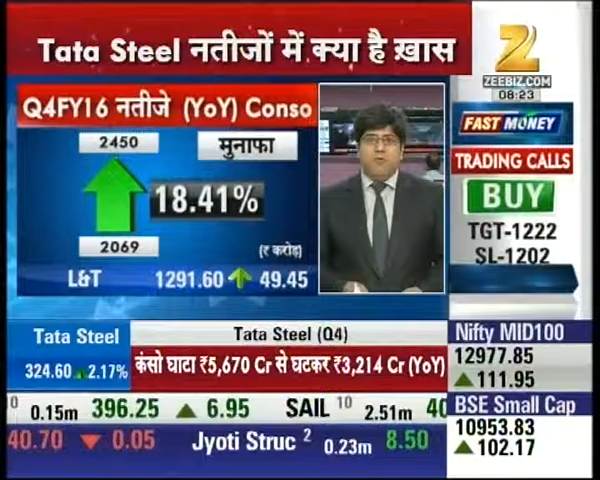 Tata Steel नतीजों में क्या है ख़ास
Z
ZEEBIZ.COM
08:23
Q4FY16 नतीजे (YoY) Conso
2450
मुनाफा
18.41%
2069
(₹ करोड़)
L&T 1291.60 49.45
FAST MONEY
TRADING CALLS
BUY
TGT-1222
SL-1202
Tata Steel
324.60 2.17%
Tata Steel (Q4)
कंसो घाटा ₹5,670 Cr से घटकर ₹3,214 Cr (YoY)
Nifty MID100
12977.85
111.95
BSE Small Cap
10953.83
102.17
0 0.15m 396.25 6.95 SAIL 10 2.51m 40
40.70 0.05 Jyoti Struc 2 0.23m 8.50